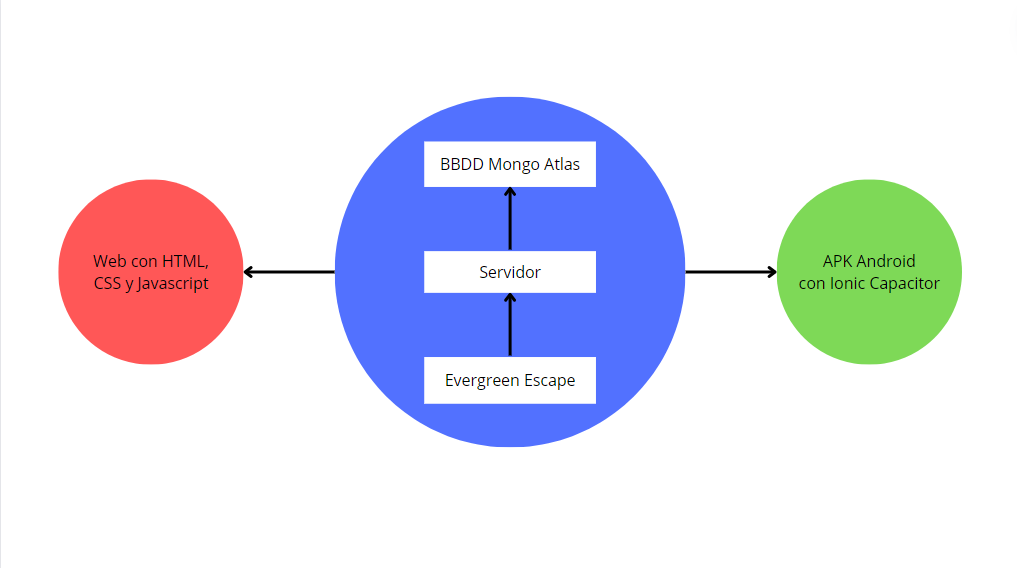 BBDD Mongo Atlas
Web con HTML,
CSS y Javascript
Servidor
APK Android
con Ionic Capacitor
Evergreen Escape